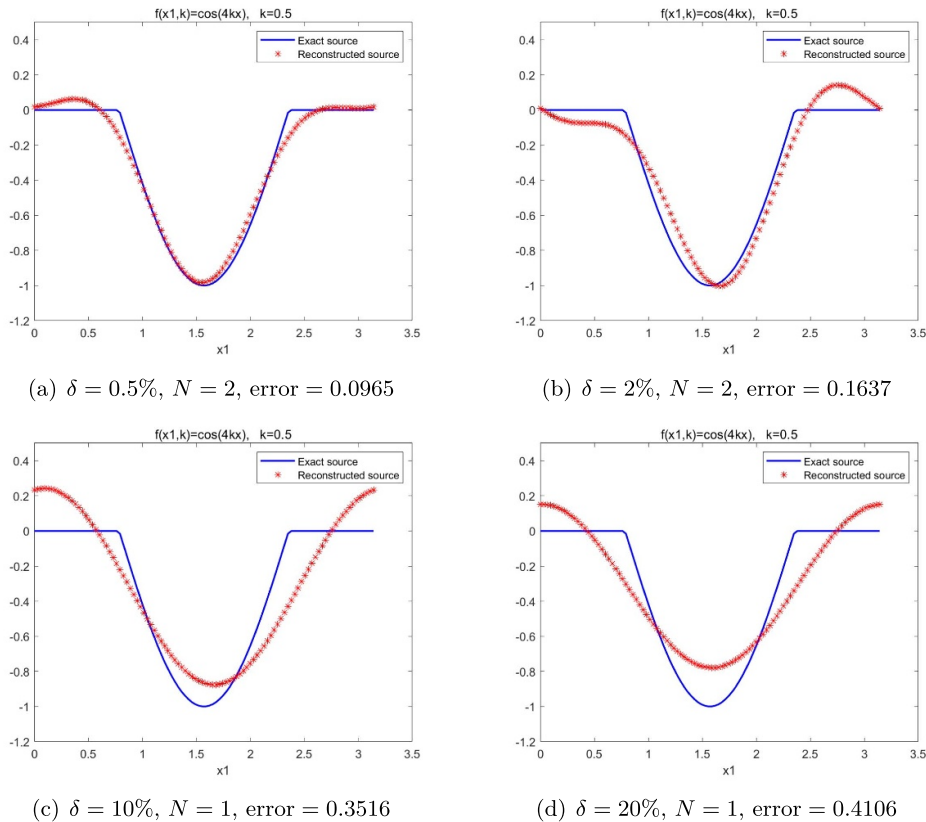 f(x1,k)=cos(4kx), k=0.5
Exact source
Reconstructed source
0.4
0.2
0
-0.2
-0.4
-0.6
-0.8
-1
-1.2
0 0.5 1 1.5 2 2.5 3 3.5
x1
(a) δ = 0.5%, N = 2, error = 0.0965
f(x1,k)=cos(4kx), k=0.5
Exact source
Reconstructed source
0.4
0.2
0
-0.2
-0.4
-0.6
-0.8
-1
-1.2
0 0.5 1 1.5 2 2.5 3 3.5
x1
(b) δ = 2%, N = 2, error = 0.1637
f(x1,k)=cos(4kx), k=0.5
Exact source
Reconstructed source
0.4
0.2
0
-0.2
-0.4
-0.6
-0.8
-1
-1.2
0 0.5 1 1.5 2 2.5 3 3.5
x1
(c) δ = 10%, N = 1, error = 0.3516
f(x1,k)=cos(4kx), k=0.5
Exact source
Reconstructed source
0.4
0.2
0
-0.2
-0.4
-0.6
-0.8
-1
-1.2
0 0.5 1 1.5 2 2.5 3 3.5
x1
(d) δ = 20%, N = 1, error = 0.4106